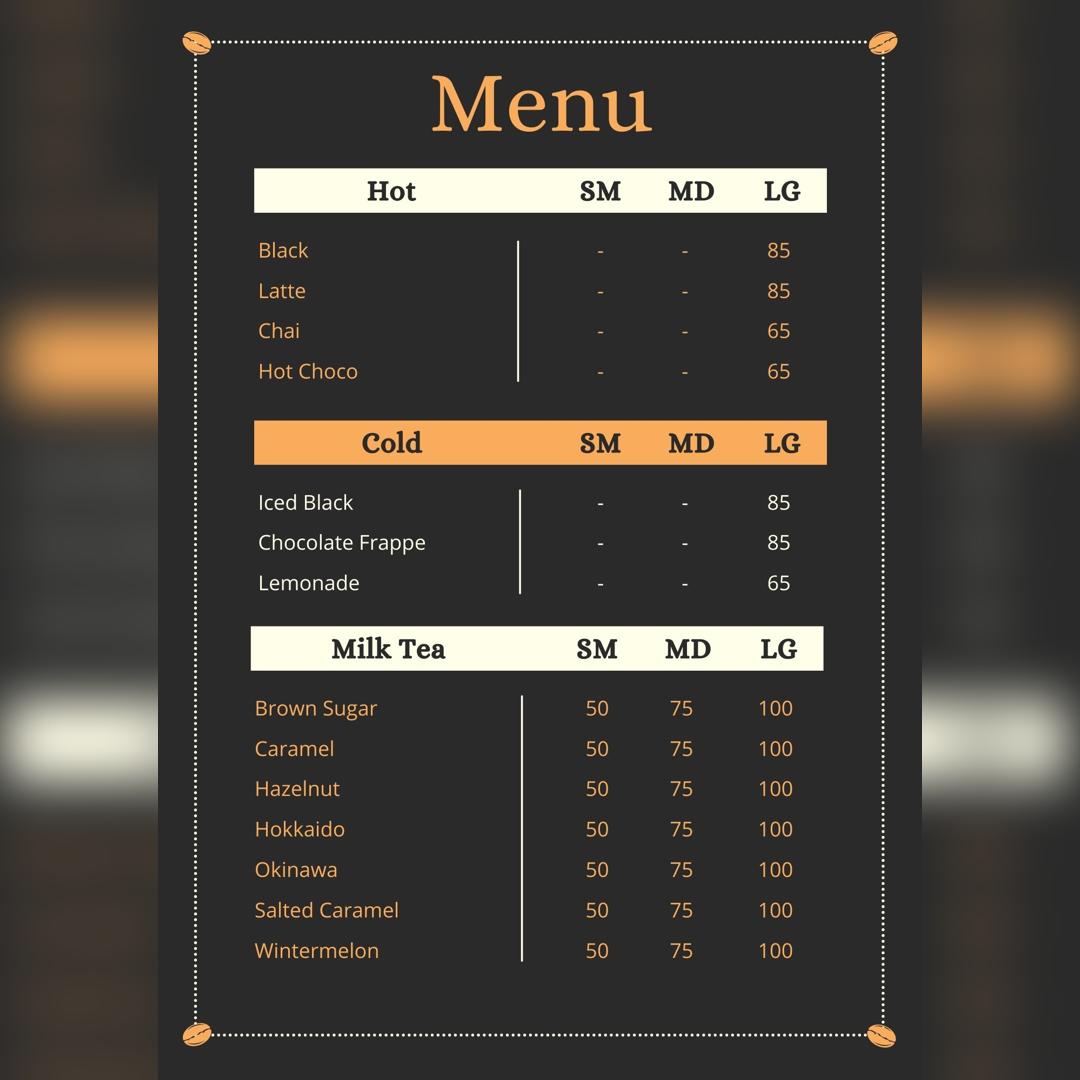 Menu
Hot SM MD LG
Black - - 85
Latte - - 85
Chai - - 65
Hot Choco - - 65
Cold SM MD LG
Iced Black - - 85
Chocolate Frappe - - 85
Lemonade - - 65
Milk Tea SM MD LG
Brown Sugar 50 75 100
Caramel 50 75 100
Hazelnut 50 75 100
Hokkaido 50 75 100
Okinawa 50 75 100
Salted Caramel 50 75 100
Wintermelon 50 75 100